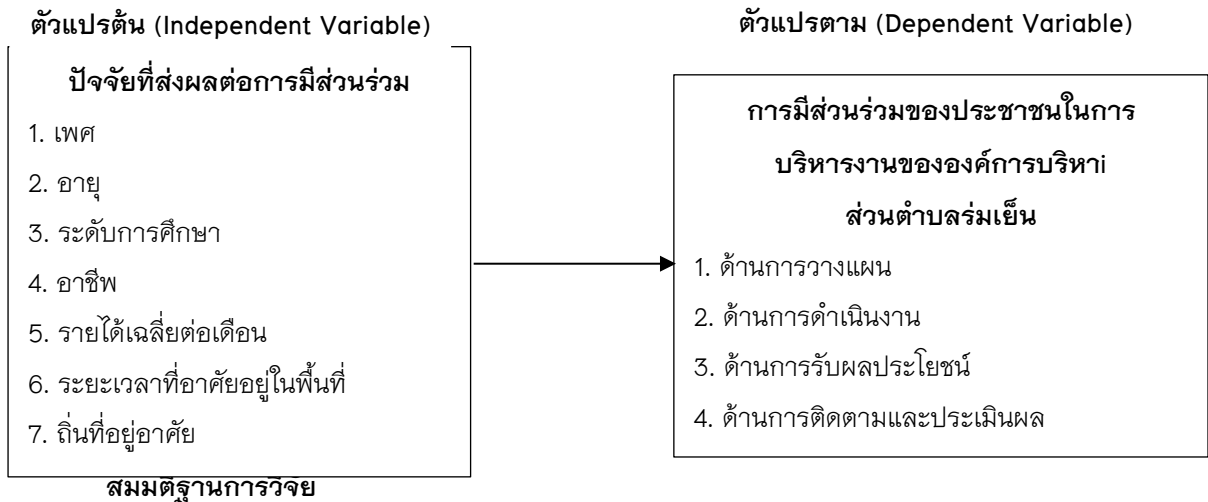 ตัวแปรต้น (Independent Variable)
ปัจจัยที่ส่งผลต่อการมีส่วนร่วม
1. เพศ
2. อายุ
3. ระดับการศึกษา
4. อาชีพ
5. รายได้เฉลี่ยต่อเดือน
6. ระยะเวลาที่อาศัยอยู่ในพื้นที่
7. ถิ่นที่อยู่อาศัย
ตัวแปรตาม (Dependent Variable)
การมีส่วนร่วมของประชาชนในการ
บริหารงานขององค์การบริหาi
ส่วนตำบลร่มเย็น
1. ด้านการวางแผน
2. ด้านการดำเนินงาน
3. ด้านการรับผลประโยชน์
4. ด้านการติดตามและประเมินผล
สมมติฐานการวิจัย